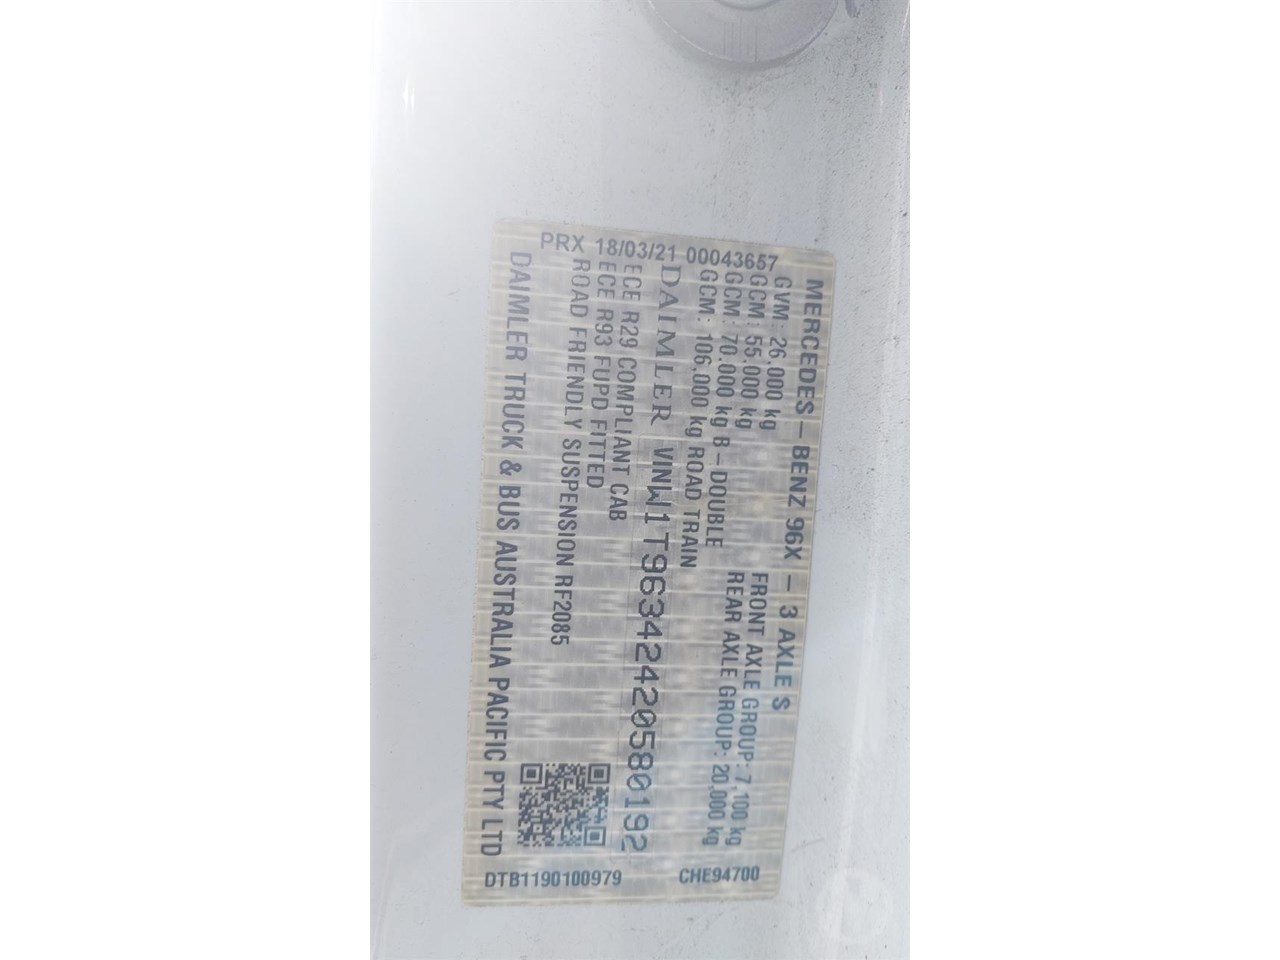 PRX 18/03/21 00043657
MERCEDES-BENZ 96X - 3 AXLE S
GVM: 26,000 kg FRONT AXLE GROUP: 7,100 kg
GCM: 55,000 kg REAR AXLE GROUP: 20,000 kg
GCM: 70,000 kg B-DOUBLE
GCM: 106,000 kg ROAD TRAIN
DAIMLER VINW1T96342420580192
ECE R29 COMPLIANT CAB
ECE R93 FUPD FITTED
ROAD FRIENDLY SUSPENSION RF2085
DAIMLER TRUCK & BUS AUSTRALIA PACIFIC PTY LTD
DTB1190100979 CHE94700